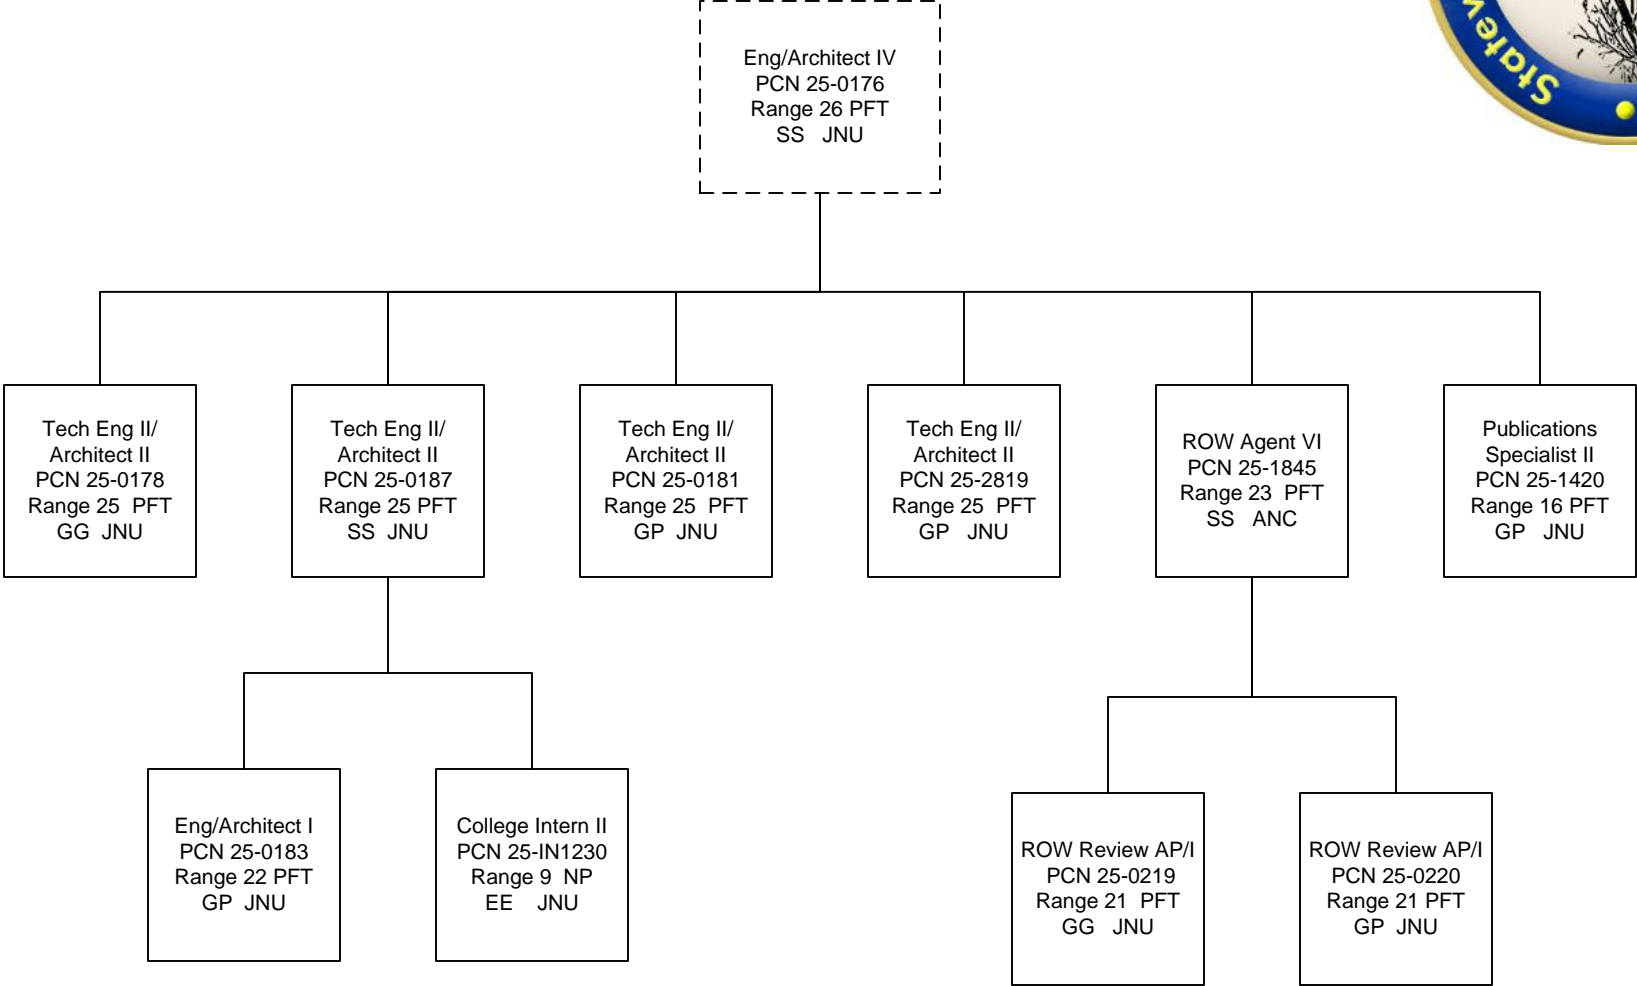 Eng/Architect IV
PCN 25-0176
Range 26 PFT
SS JNU
Tech Eng II/
Architect II
PCN 25-0178
Range 25 PFT
GG JNU
Tech Eng II/
Architect II
PCN 25-0187
Range 25 PFT
SS JNU
Tech Eng II/
Architect II
PCN 25-0181
Range 25 PFT
GP JNU
Tech Eng II/
Architect II
PCN 25-2819
Range 25 PFT
GP JNU
ROW Agent VI
PCN 25-1845
Range 23 PFT
SS ANC
Publications
Specialist II
PCN 25-1420
Range 16 PFT
GP JNU
Eng/Architect I
PCN 25-0183
Range 22 PFT
GP JNU
College Intern II
PCN 25-IN1230
Range 9 NP
EE JNU
ROW Review AP/I
PCN 25-0219
Range 21 PFT
GG JNU
ROW Review AP/I
PCN 25-0220
Range 21 PFT
GP JNU